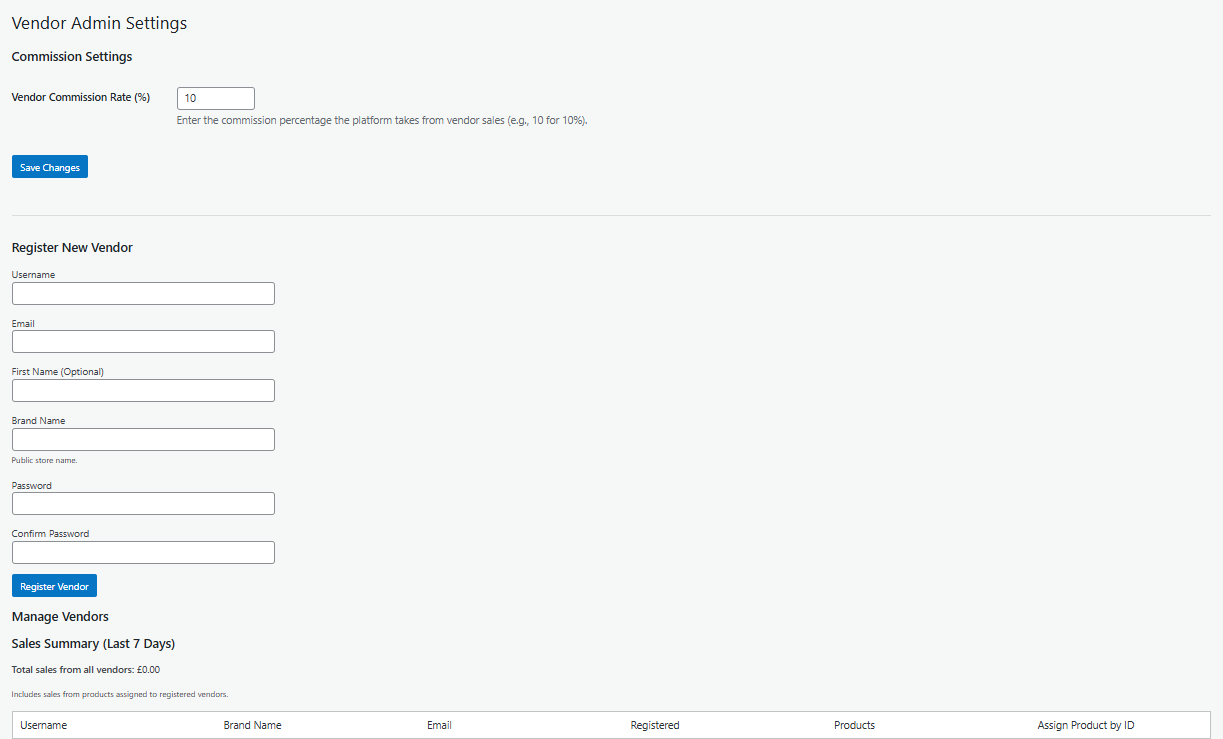 Vendor Admin Settings
Commission Settings
Vendor Commission Rate (%)
10
Enter the commission percentage the platform takes from vendor sales (e.g., 10 for 10%).
Save Changes
Register New Vendor
Username
Email
First Name (Optional)
Brand Name
Public store name.
Password
Confirm Password
Register Vendor
Manage Vendors
Sales Summary (Last 7 Days)
Total sales from all vendors: £0.00
Includes sales from products assigned to registered vendors.
Username Brand Name Email Registered Products Assign Product by ID